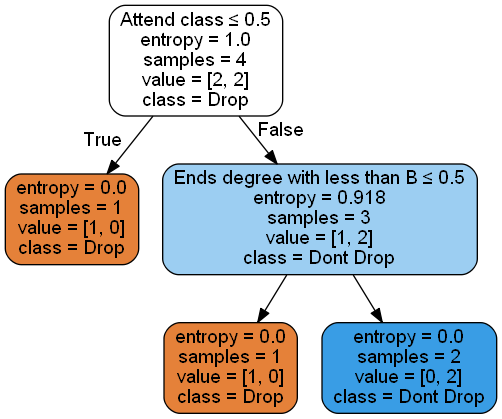 Attend class ≤ 0.5
entropy = 1.0
samples = 4
value = [2, 2]
class = Drop
True
False
entropy = 0.0
samples = 1
value = [1, 0]
class = Drop
Ends degree with less than B ≤ 0.5
entropy = 0.918
samples = 3
value = [1, 2]
class = Dont Drop
entropy = 0.0
samples = 1
value = [1, 0]
class = Drop
entropy = 0.0
samples = 2
value = [0, 2]
class = Dont Drop